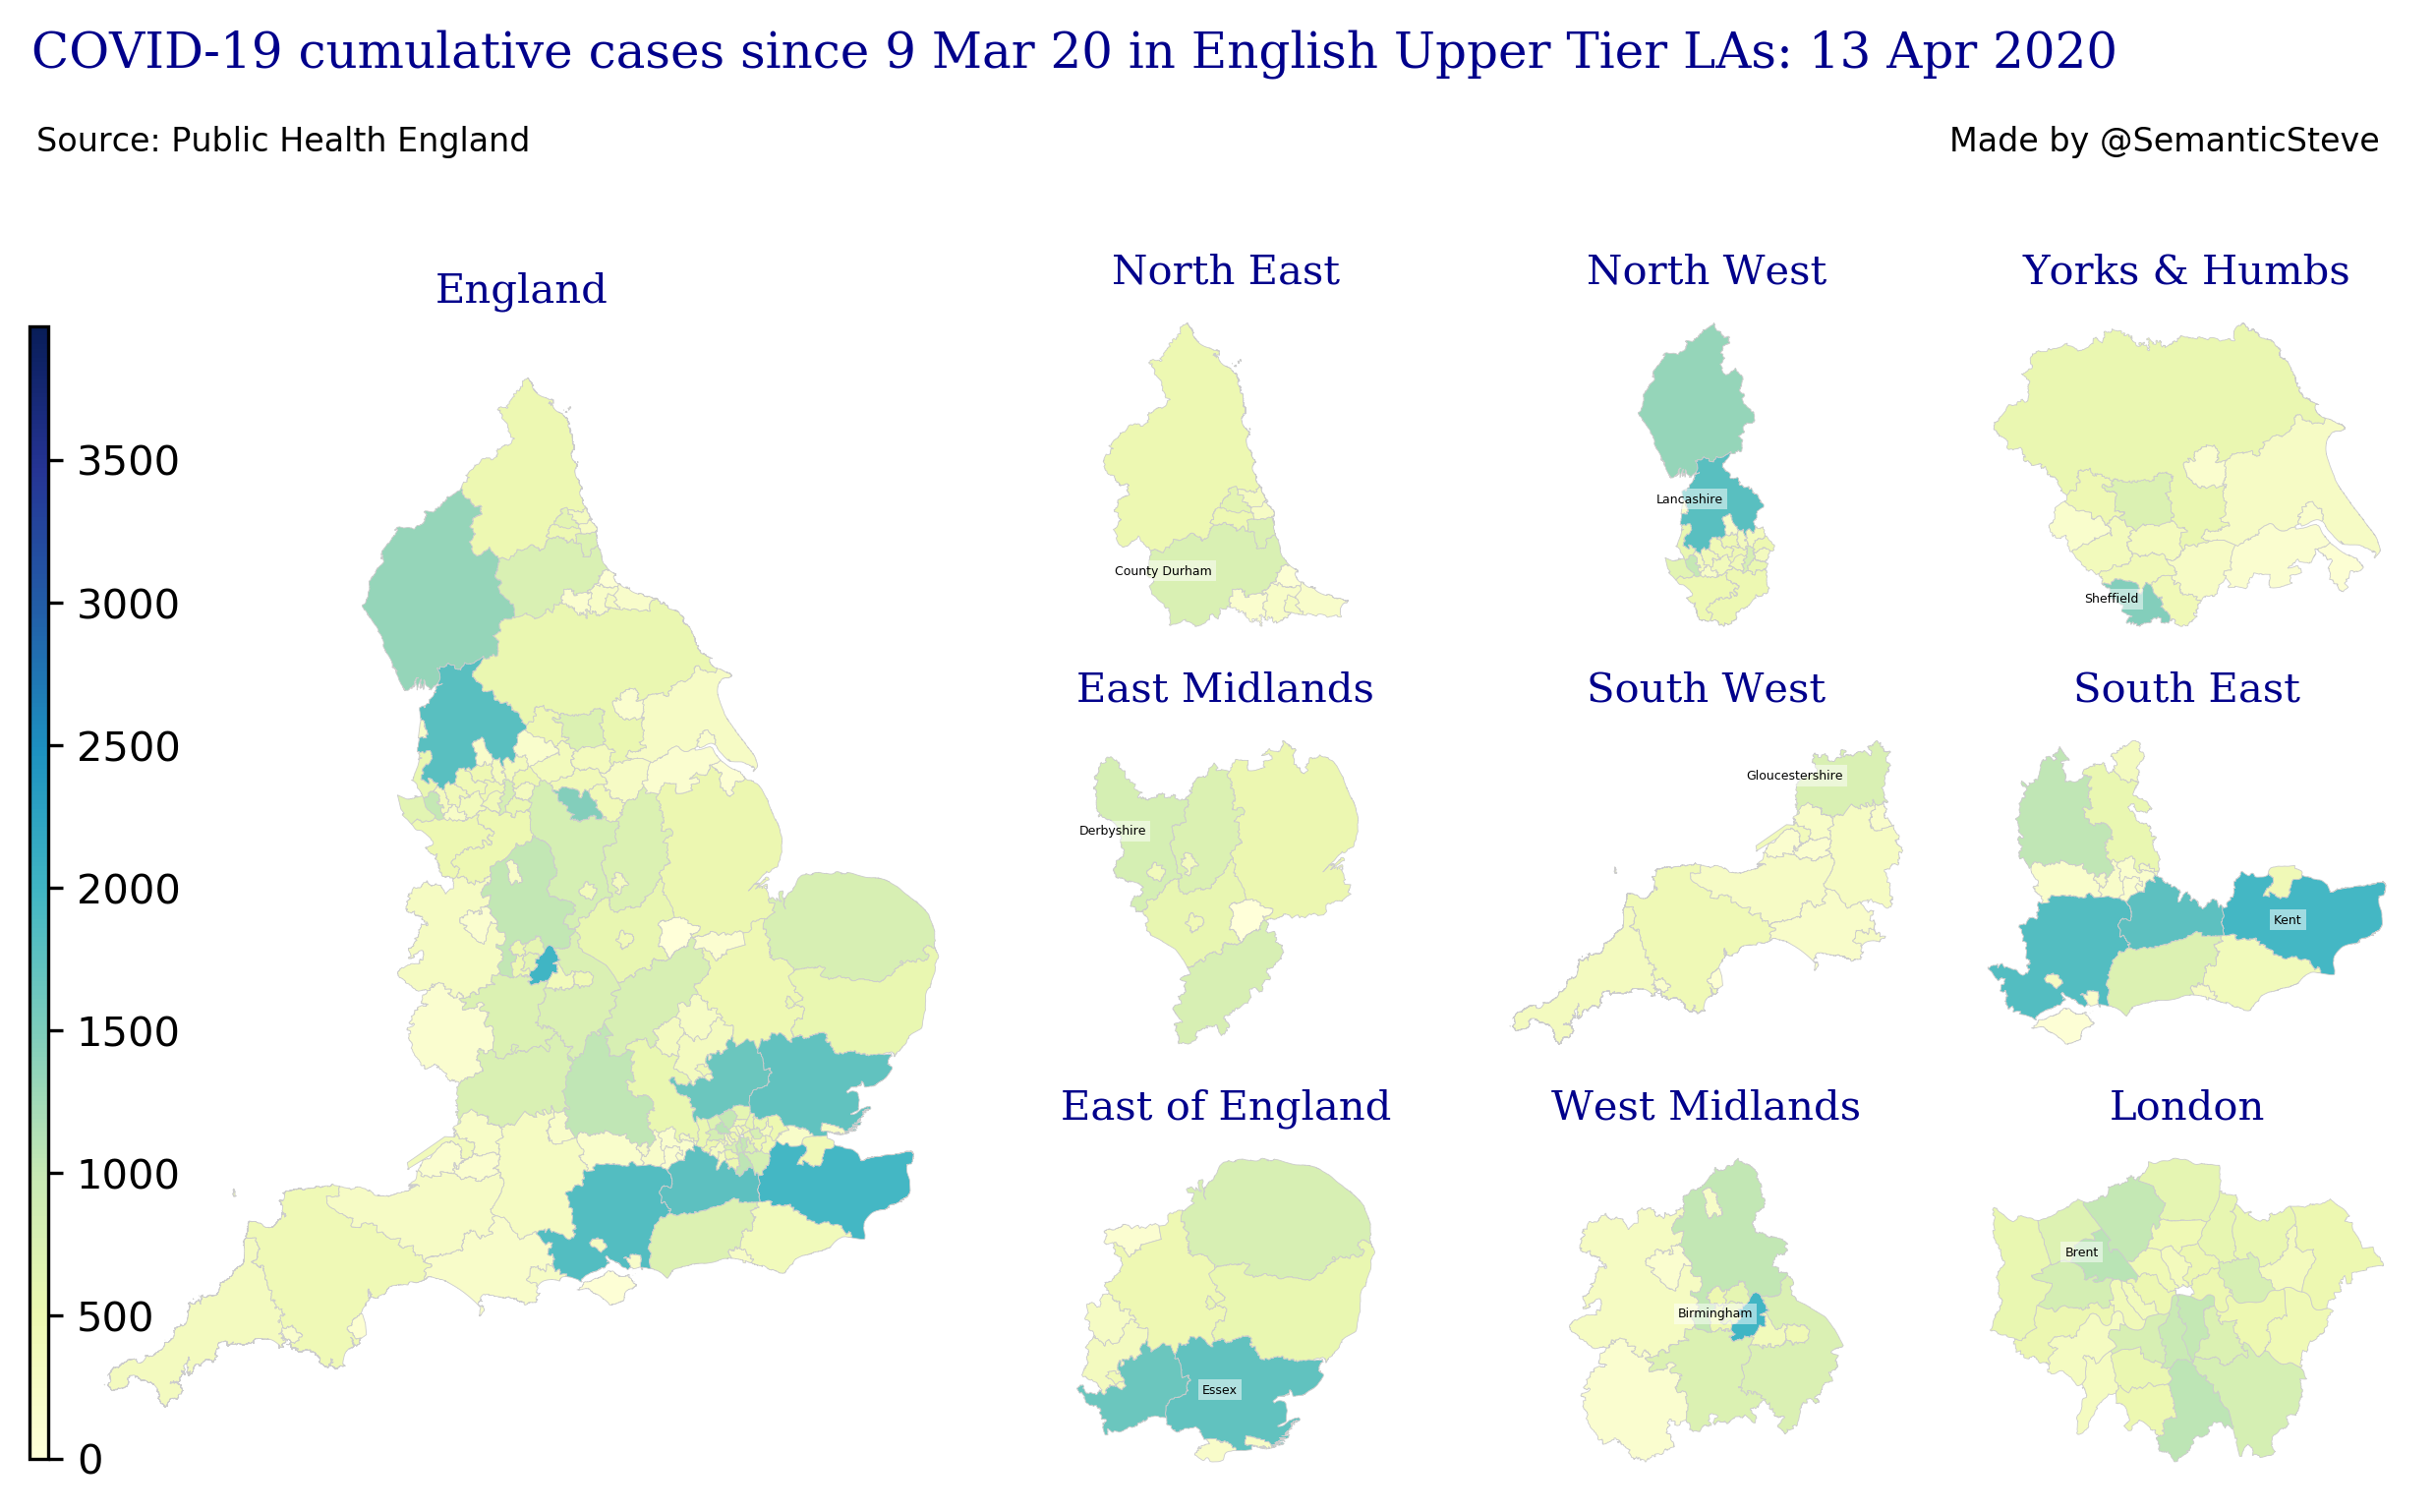 COVID-19 cumulative cases since 9 Mar 20 in English Upper Tier LAs: 13 Apr 2020
Source: Public Health England
Made by @SemanticSteve
England
3500
3000
2500
2000
1500
1000
500
0
North East
County Durham
North West
Lancashire
Yorks & Humbs
Sheffield
East Midlands
Derbyshire
South West
Gloucestershire
South East
Kent
East of England
Essex
West Midlands
Birmingham
London
Brent